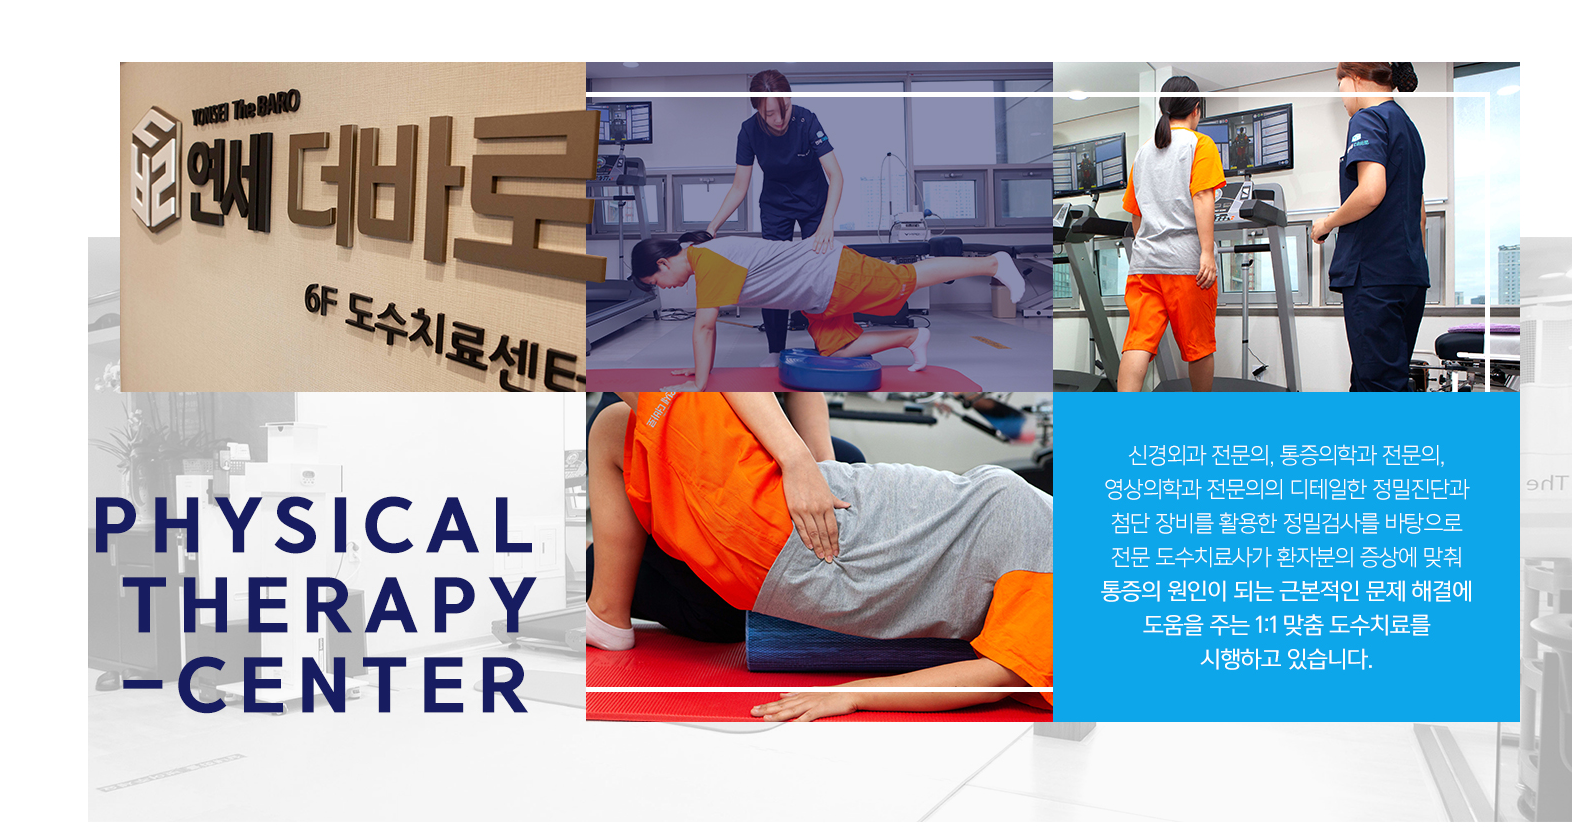 YONSEI The BARO
연세 더바로
6F 도수치료센터
PHYSICAL
THERAPY
-CENTER
신경외과 전문의, 통증의학과 전문의,
영상의학과 전문의의 디테일한 정밀진단과
첨단 장비를 활용한 정밀검사를 바탕으로
전문 도수치료사가 환자분의 증상에 맞춰
통증의 원인이 되는 근본적인 문제 해결에
도움을 주는 1:1 맞춤 도수치료를
시행하고 있습니다.
The